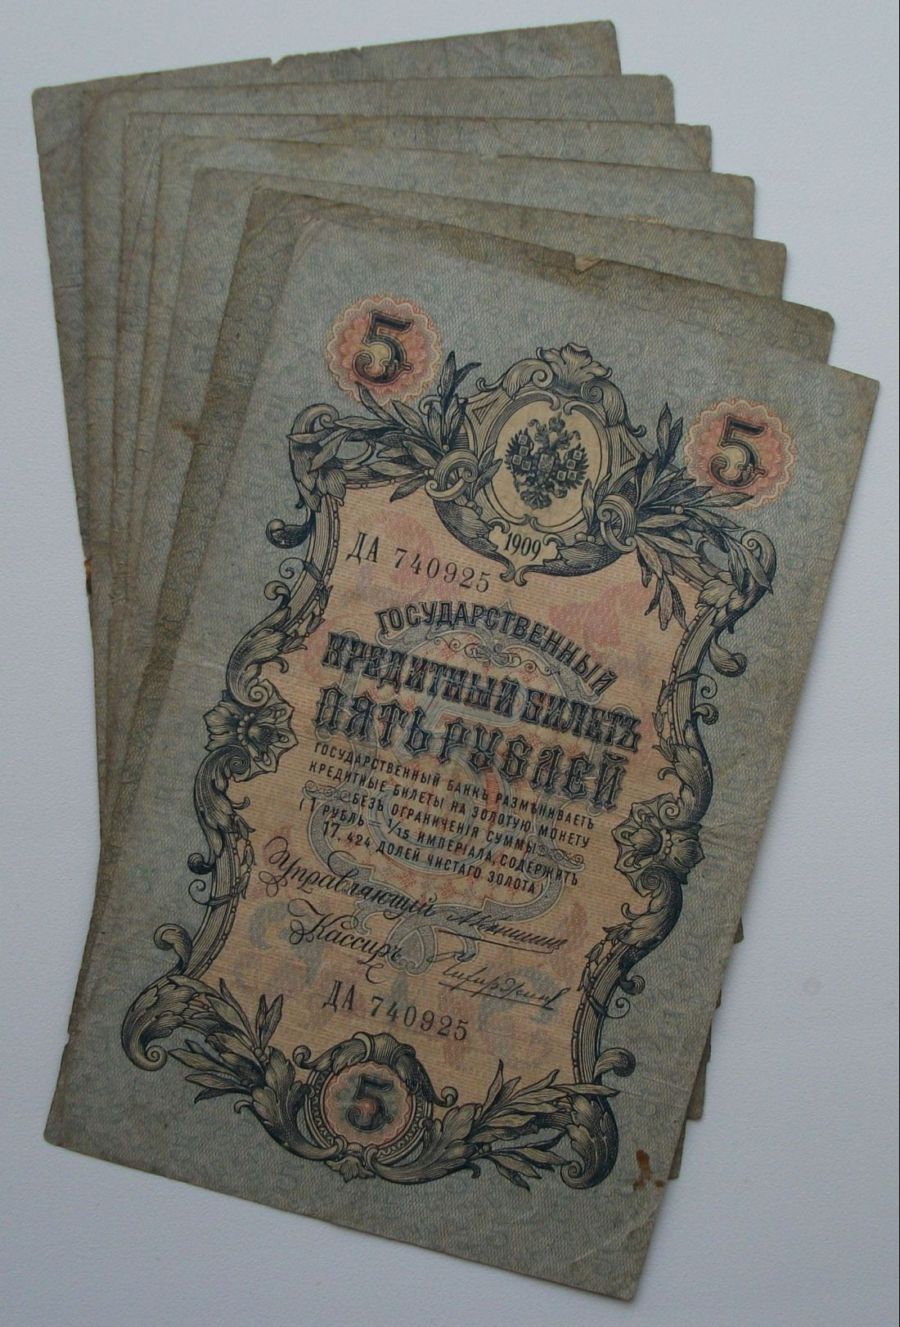 5
5
1909
ДА 740925
ГОСУДАРСТВЕННЫЙ
КРЕДИТНЫЙ БИЛЕТЪ
ПЯТЬ РУБЛЕЙ
ГОСУДАРСТВЕННЫЙ БАНКЪ РАЗМѢНИВАЕТЪ
КРЕДИТНЫЕ БИЛЕТЫ НА ЗОЛОТУЮ МОНЕТУ
БЕЗЪ ОГРАНИЧЕНІЯ СУММЫ
(1 РУБЛЬ = 1/15 ИМПЕРІАЛА, СОДЕРЖИТЪ
17,424 ДОЛЕЙ ЧИСТАГО ЗОЛОТА)
Управляющій
Кассиръ
ДА 740925
5